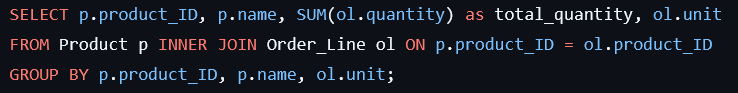 SELECT p.product_ID, p.name, SUM(ol.quantity) as total_quantity, ol.unit
FROM Product p INNER JOIN Order_Line ol ON p.product_ID = ol.product_ID
GROUP BY p.product_ID, p.name, ol.unit;